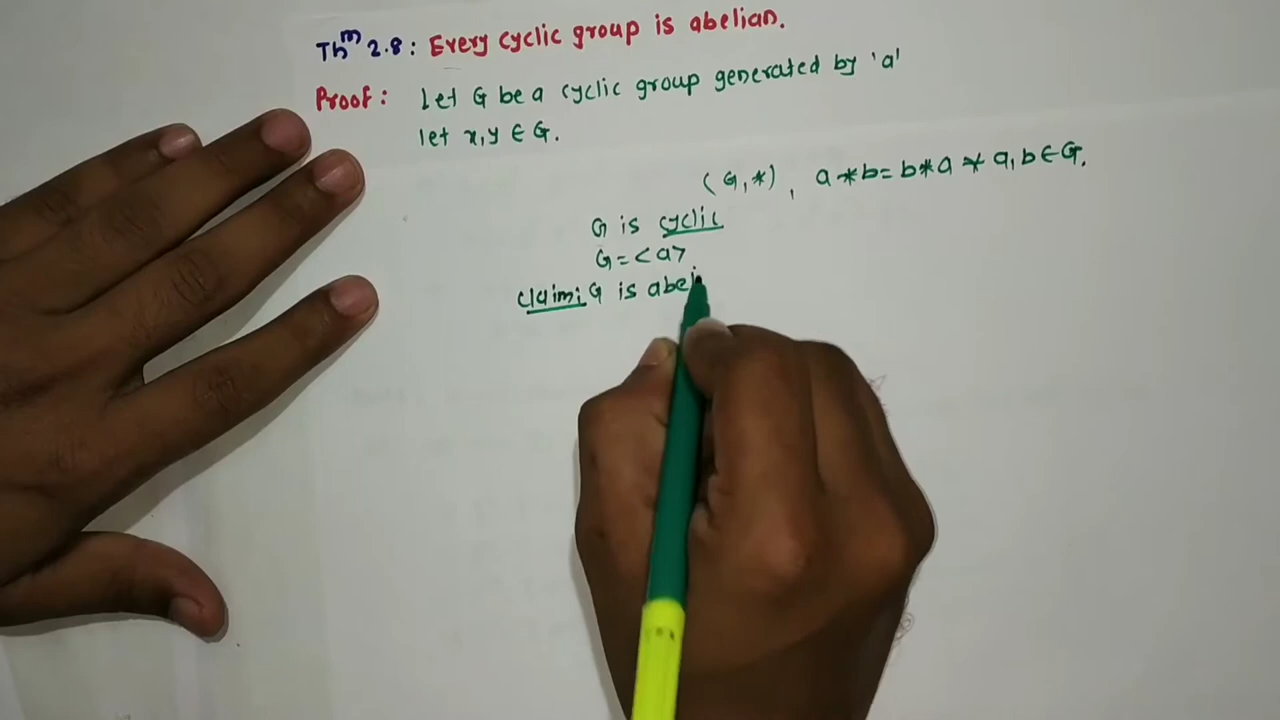 Thm 2.8: Every cyclic group is abelian.
Proof: Let G be a cyclic group generated by 'a'
let x,y ∈ G.
(G,*), a*b=b*a ∀ a,b∈G.
G is cyclic
G=<a>
claim: G is abei